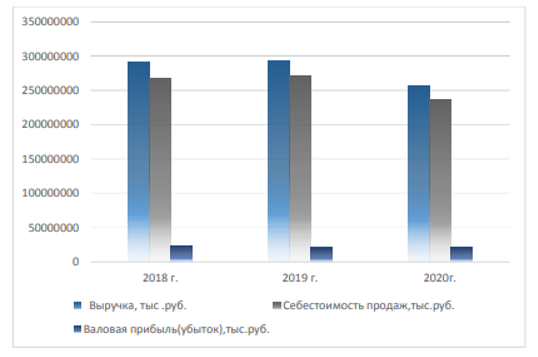 350000000
300000000
250000000
200000000
150000000
100000000
50000000
0
2018 г. 2019 г. 2020г.
Выручка, тыс .руб. Себестоимость продаж,тыс.руб.
Валовая прибыль(убыток),тыс.руб.